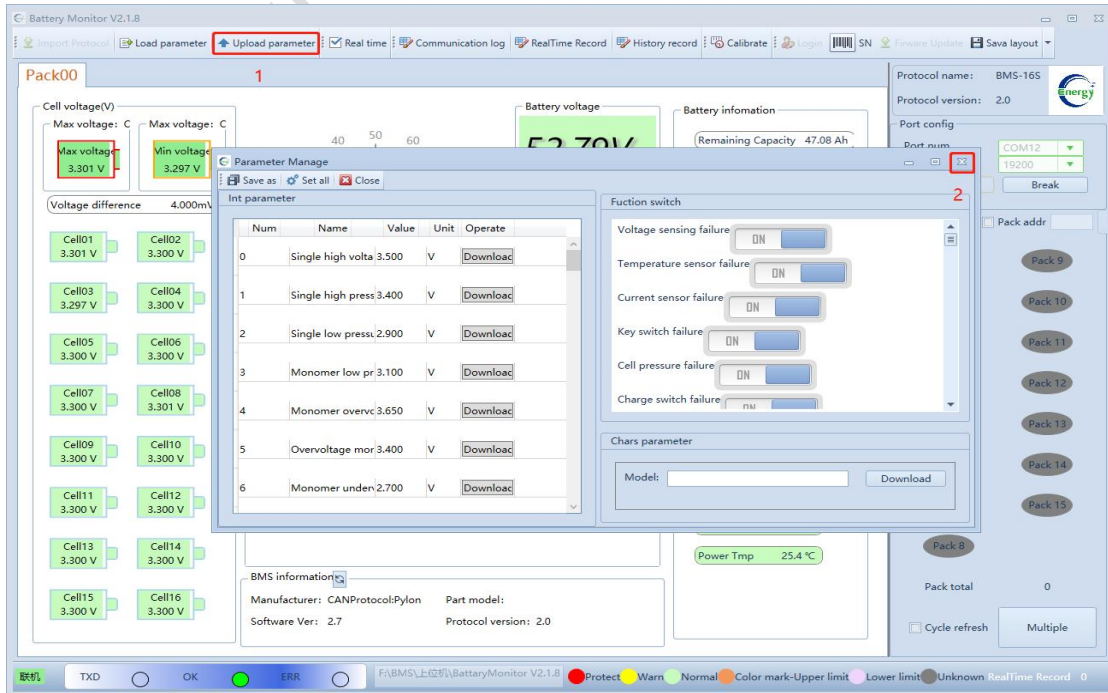 Battery Monitor V2.1.8
Import Protocol Load parameter Upload parameter Real time Communication log RealTime Record History record Calibrate Login SN Firware Update Sava layout
1
Pack00
Protocol name: BMS-16S
Protocol version: 2.0
Energy
Cell voltage(V)
Max voltage: C Max voltage: C
Max voltage
3.301 V
Min voltage
3.297 V
Voltage difference 4.000mV
40 50 60
Battery voltage
52.79V
Battery infomation
Remaining Capacity 47.08 Ah
Port config
Port num COM12
19200
Break
Pack addr
Parameter Manage
2
Save as Set all Close
Int parameter
Num Name Value Unit Operate
0 Single high volta 3.500 V Downloac
1 Single high press 3.400 V Downloac
2 Single low pressu 2.900 V Downloac
3 Monomer low pr 3.100 V Downloac
4 Monomer overvo 3.650 V Downloac
5 Overvoltage mor 3.400 V Downloac
6 Monomer underv 2.700 V Downloac
Fuction switch
Voltage sensing failure ON
Temperature sensor failure ON
Current sensor failure ON
Key switch failure ON
Cell pressure failure ON
Charge switch failure ON
Chars parameter
Model: Download
Cell01
3.301 V
Cell02
3.300 V
Cell03
3.297 V
Cell04
3.300 V
Cell05
3.300 V
Cell06
3.300 V
Cell07
3.300 V
Cell08
3.301 V
Cell09
3.300 V
Cell10
3.300 V
Cell11
3.300 V
Cell12
3.300 V
Cell13
3.300 V
Cell14
3.300 V
Cell15
3.300 V
Cell16
3.300 V
Pack 9
Pack 10
Pack 11
Pack 12
Pack 13
Pack 14
Pack 15
Pack 8
Power Tmp 25.4 ℃
BMS information
Manufacturer: CANProtocol:Pylon Part model:
Software Ver: 2.7 Protocol version: 2.0
Pack total 0
Cycle refresh Multiple
联机 TXD OK ERR F:\BMS\上位机\BattaryMonitor V2.1.8 Protect Warn Normal Color mark-Upper limit Lower limit Unknown RealTime Record 0